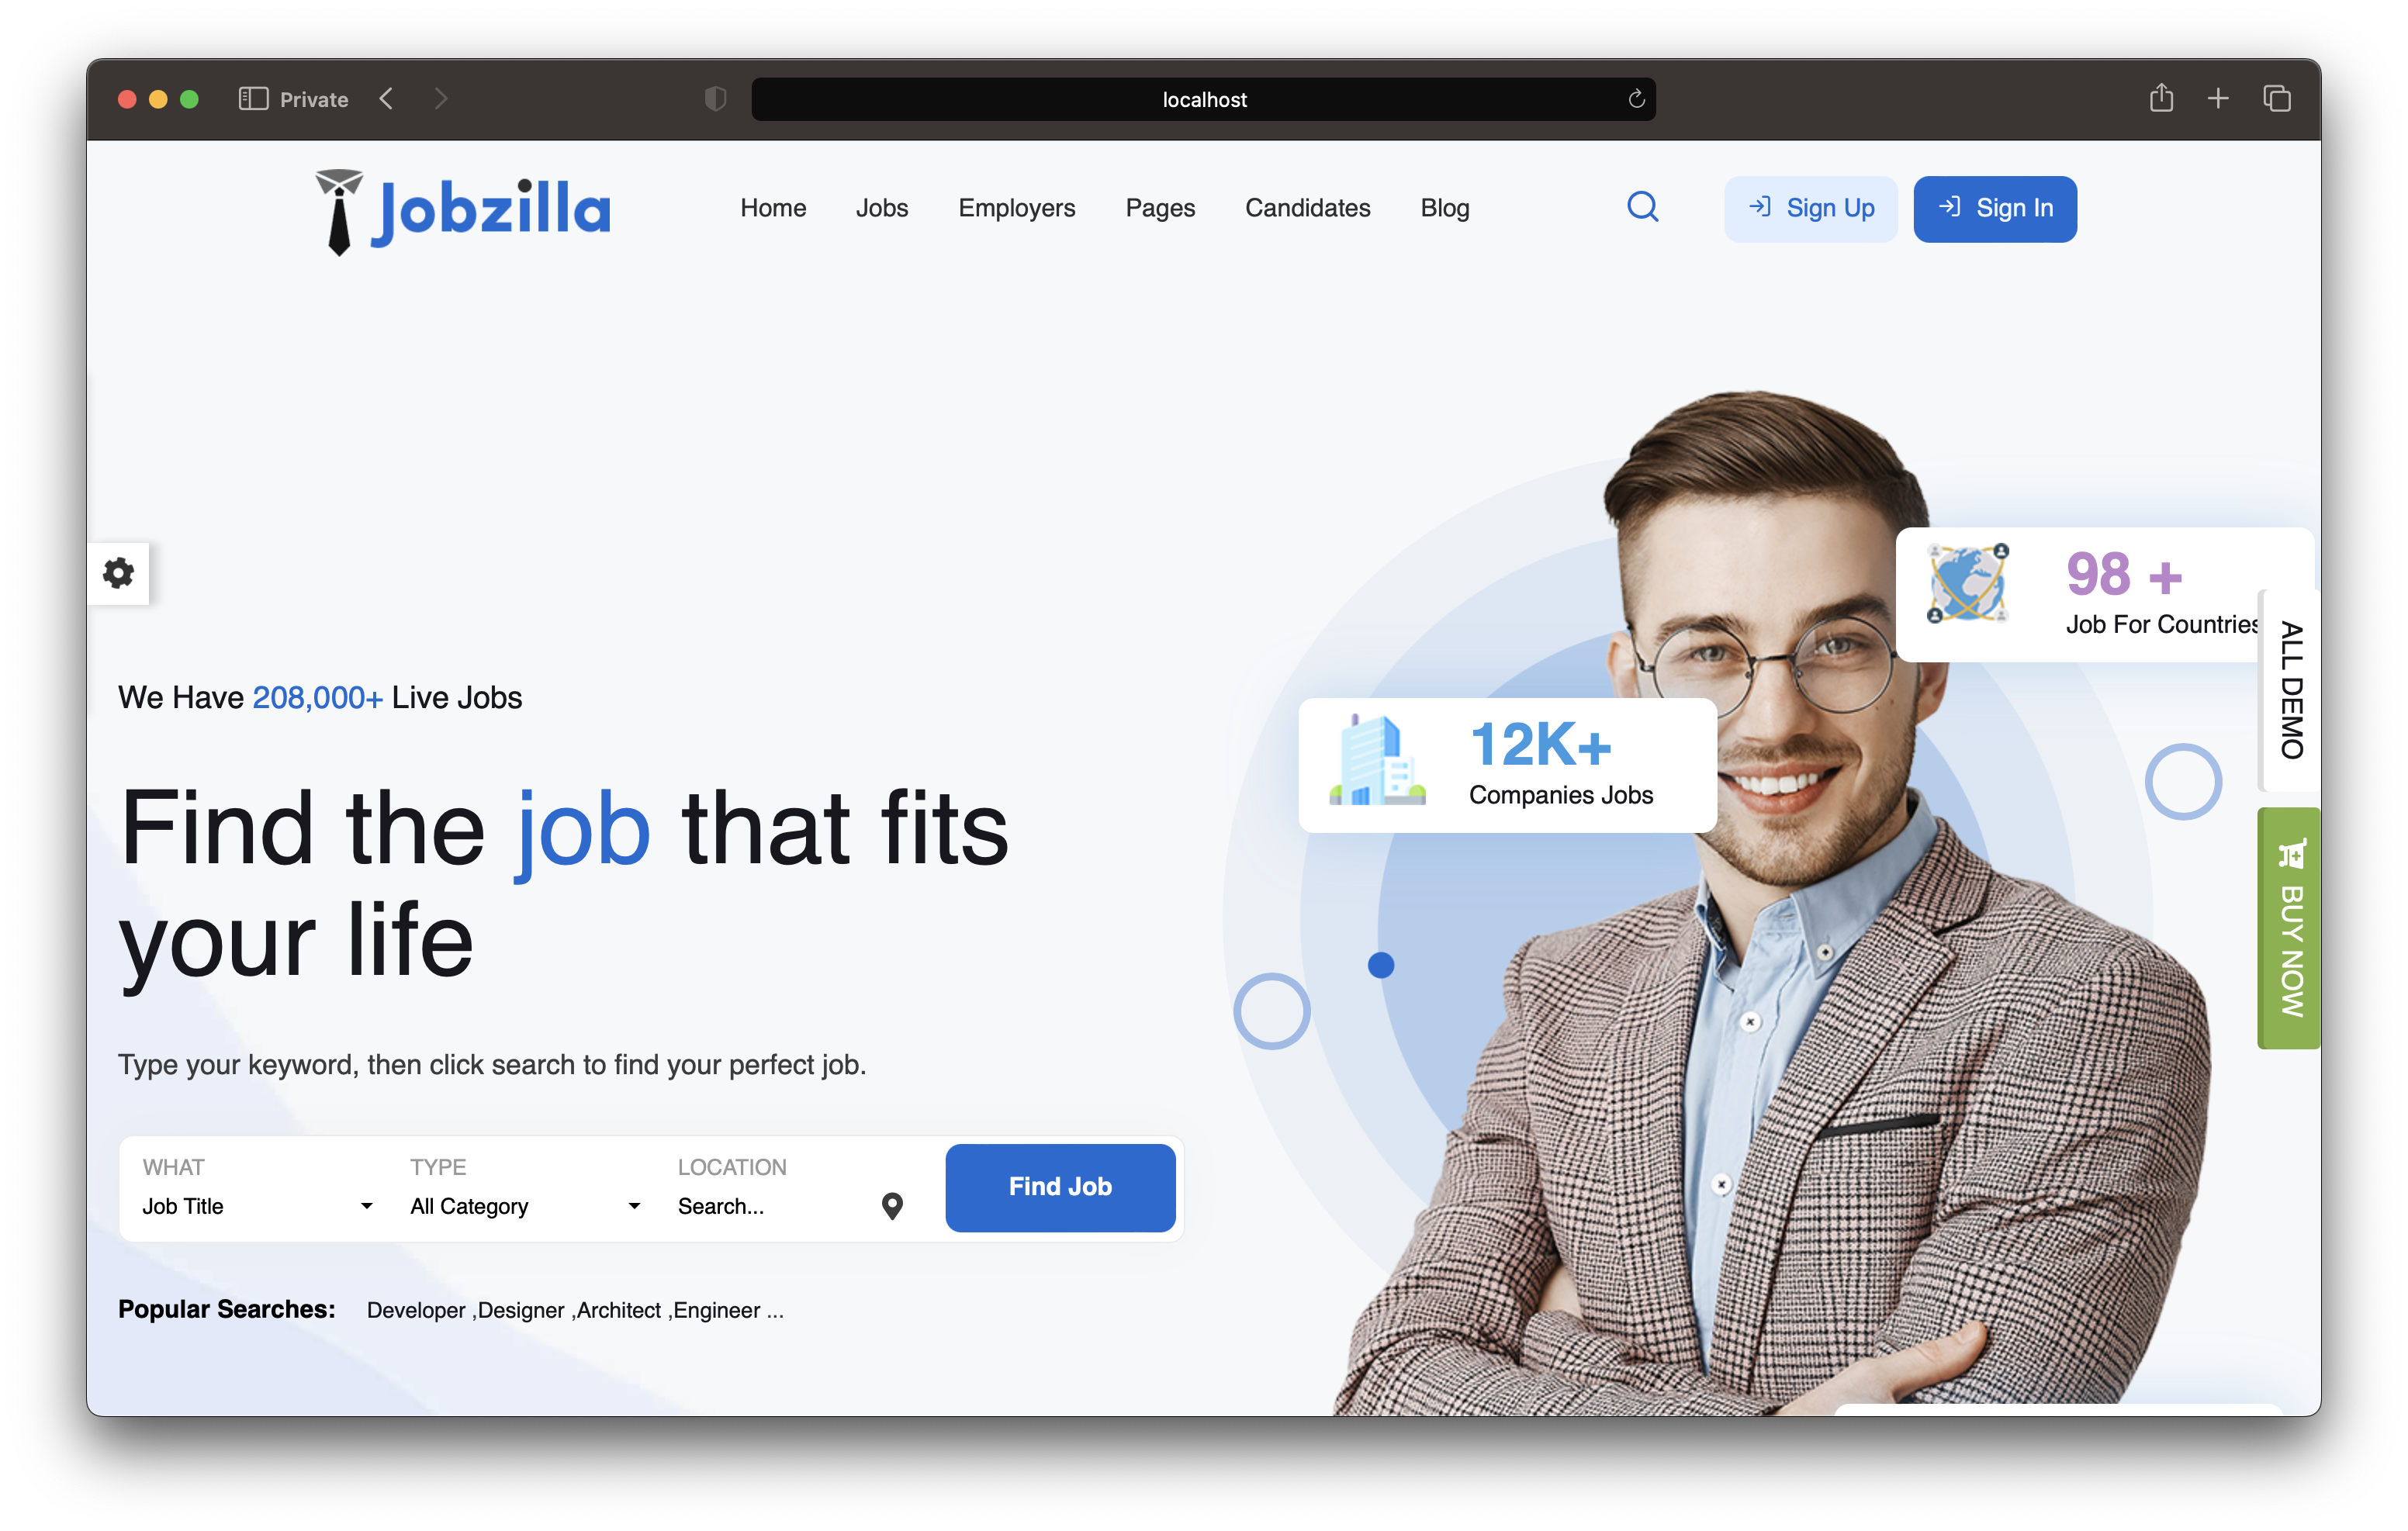 Private
localhost
Jobzilla
Home
Jobs
Employers
Pages
Candidates
Blog
Sign Up
Sign In
98 +
Job For Countries
ALL DEMO
BUY NOW
12K+
Companies Jobs
We Have 208,000+ Live Jobs
Find the job that fits
your life
Type your keyword, then click search to find your perfect job.
WHAT
Job Title
TYPE
All Category
LOCATION
Search...
Find Job
Popular Searches: Developer ,Designer ,Architect ,Engineer ...